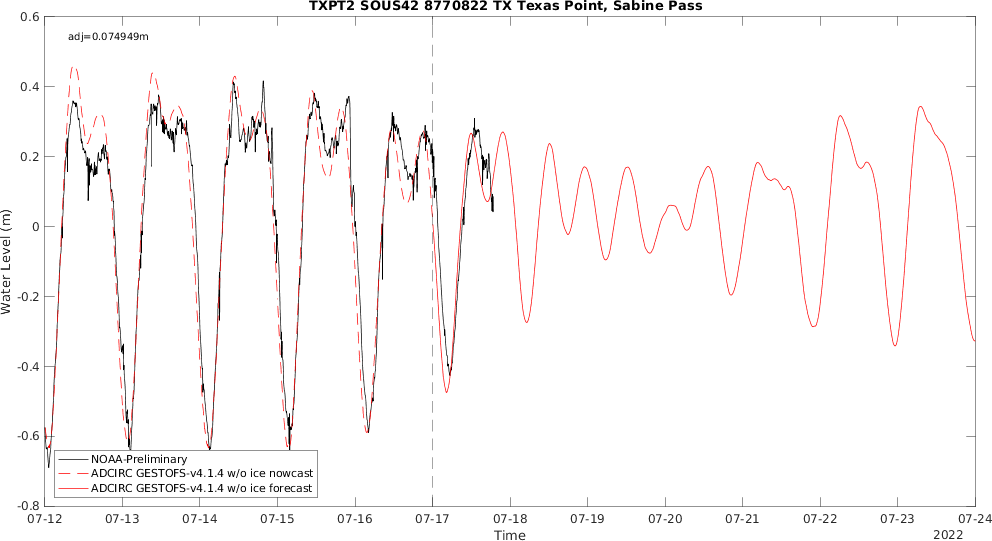 TXPT2 SOUS42 8770822 TX Texas Point, Sabine Pass
adj=0.074949m
0.6
0.4
0.2
0
-0.2
-0.4
-0.6
-0.8
Water Level (m)
NOAA-Preliminary
ADCIRC GESTOFS-v4.1.4 w/o ice nowcast
ADCIRC GESTOFS-v4.1.4 w/o ice forecast
07-12 07-13 07-14 07-15 07-16 07-17 07-18 07-19 07-20 07-21 07-22 07-23 07-24
Time
2022